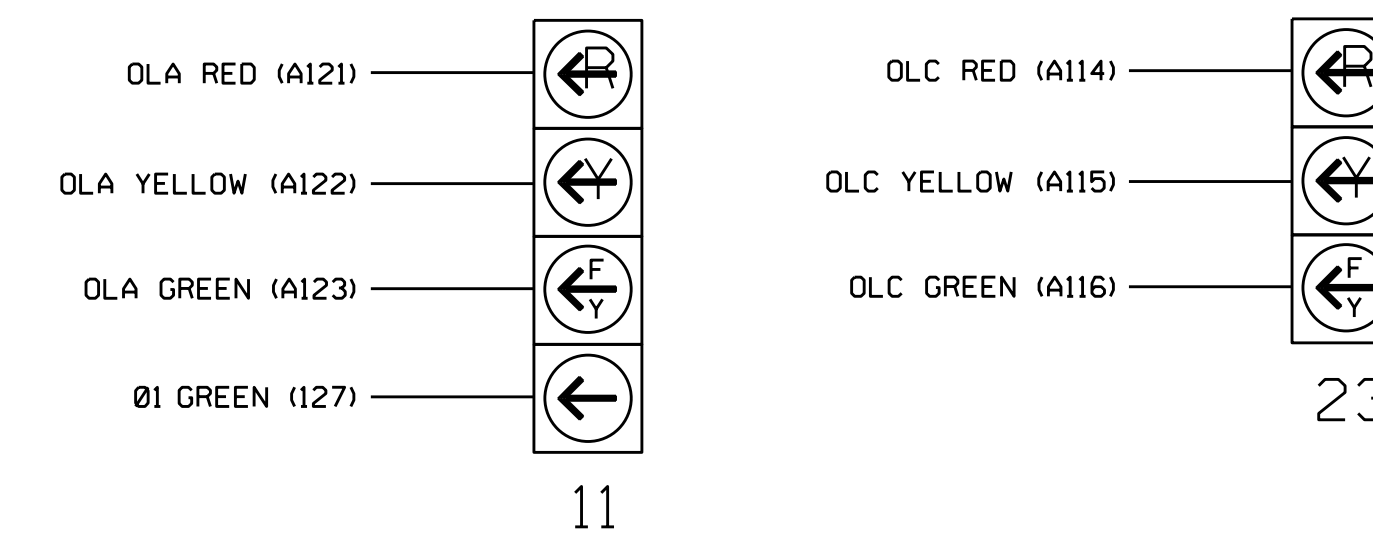 OLA RED (A121)
R
OLA YELLOW (A122)
Y
OLA GREEN (A123)
F
Y
Ø1 GREEN (127)
11
OLC RED (A114)
R
OLC YELLOW (A115)
Y
OLC GREEN (A116)
F
Y
23